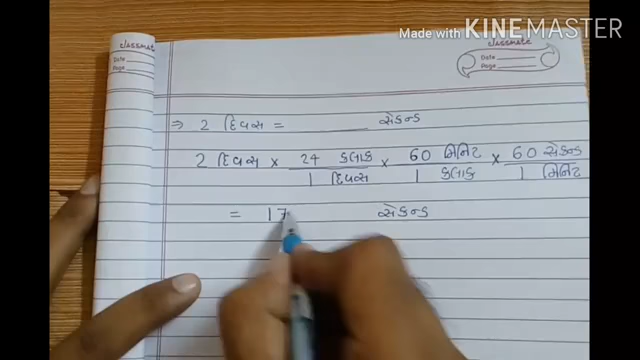 Made with KINEMASTER
classmate
Date
Page
classmate
Date
Page
⇒ 2 દિવસ = ______ સેકન્ડ
2 દિવસ × 24 કલાક / 1 દિવસ × 60 મિનિટ / 1 કલાક × 60 સેકન્ડ / 1 મિનિટ
= 17 સેકન્ડ